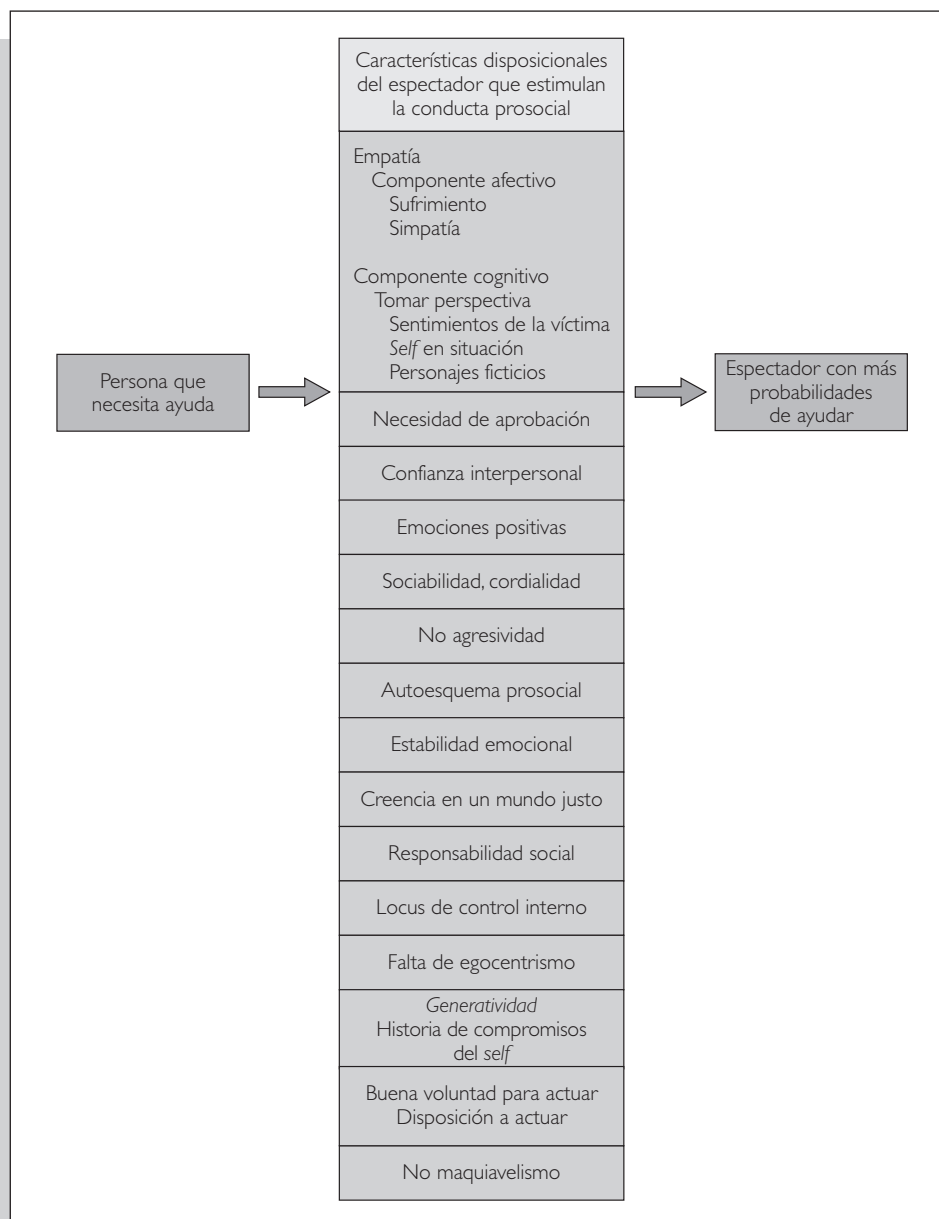 Características disposicionales
del espectador que estimulan
la conducta prosocial
Persona que
necesita ayuda
Empatía
Componente afectivo
Sufrimiento
Simpatía
Componente cognitivo
Tomar perspectiva
Sentimientos de la víctima
Self en situación
Personajes ficticios
Necesidad de aprobación
Confianza interpersonal
Emociones positivas
Sociabilidad, cordialidad
No agresividad
Autoesquema prosocial
Estabilidad emocional
Creencia en un mundo justo
Responsabilidad social
Locus de control interno
Falta de egocentrismo
Generatividad
Historia de compromisos
del self
Buena voluntad para actuar
Disposición a actuar
No maquiavelismo
Espectador con más
probabilidades
de ayudar